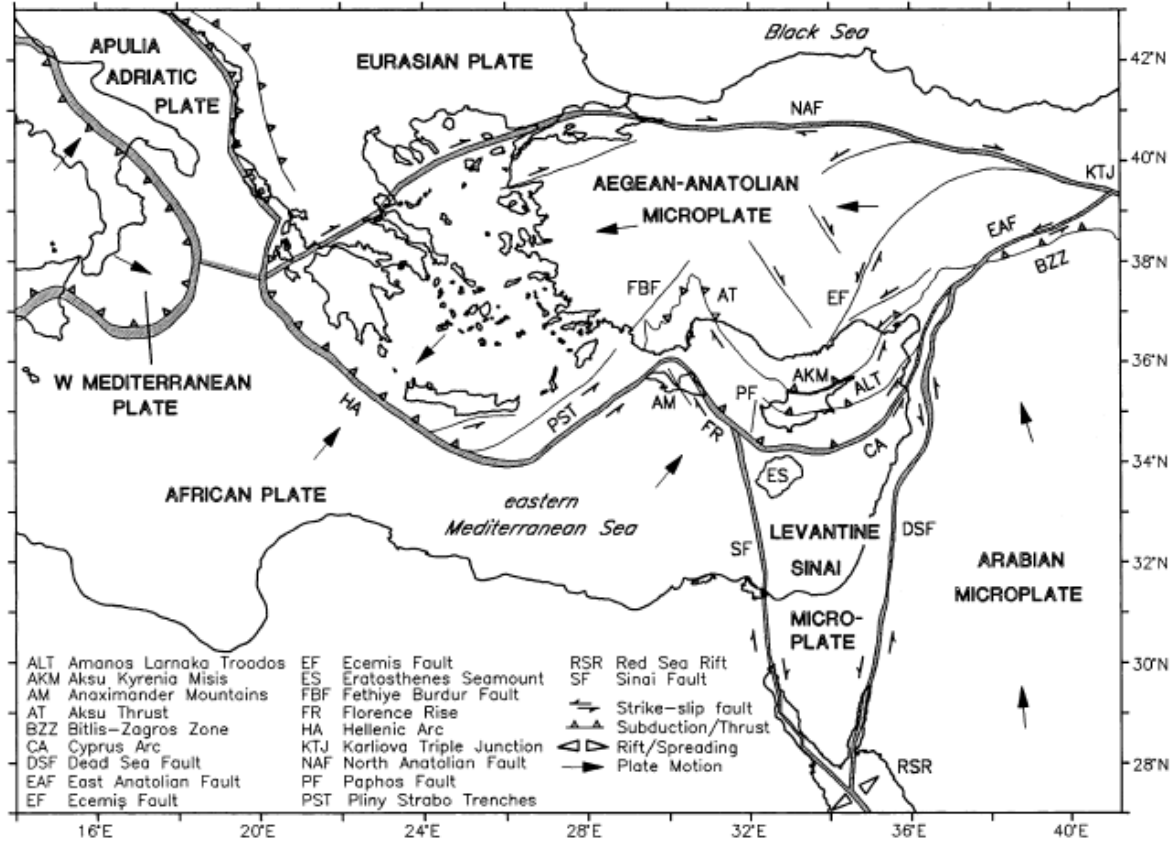 Black Sea
APULIA
ADRIATIC
PLATE
EURASIAN PLATE
42°N
NAF
40°N
KTJ
AEGEAN-ANATOLIAN
MICROPLATE
EAF
BZZ
38°N
FBF
AT
EF
36°N
W MEDITERRANEAN
PLATE
HA
PST
AM
FR
PF
AKM
ALT
CA
34°N
ES
AFRICAN PLATE
eastern
Mediterranean Sea
LEVANTINE
SINAI
MICRO-
PLATE
SF
DSF
32°N
ARABIAN
MICROPLATE
30°N
28°N
RSR
ALT Amanos Larnaka Troodos
AKM Aksu Kyrenia Misis
AM Anaximander Mountains
AT Aksu Thrust
BZZ Bitlis-Zagros Zone
CA Cyprus Arc
DSF Dead Sea Fault
EAF East Anatolian Fault
EF Ecemiş Fault
EF Ecemis Fault
ES Eratosthenes Seamount
FBF Fethiye Burdur Fault
FR Florence Rise
HA Hellenic Arc
KTJ Karliova Triple Junction
NAF North Anatolian Fault
PF Paphos Fault
PST Pliny Strabo Trenches
RSR Red Sea Rift
SF Sinai Fault
Strike-slip fault
Subduction/Thrust
Rift/Spreading
Plate Motion
16°E
20°E
24°E
28°E
32°E
36°E
40°E